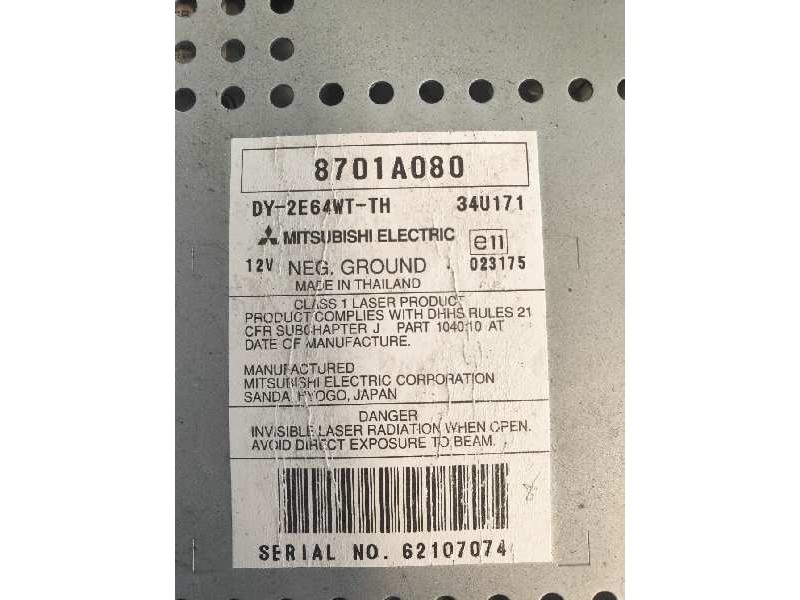 8701A080
DY-2E64WT-TH 34U171
MITSUBISHI ELECTRIC e11
12V NEG. GROUND 023175
MADE IN THAILAND
CLASS 1 LASER PRODUCT
PRODUCT COMPLIES WITH DHHS RULES 21
CFR SUBCHAPTER J PART 1040.10 AT
DATE OF MANUFACTURE.
MANUFACTURED
MITSUBISHI ELECTRIC CORPORATION
SANDA, HYOGO, JAPAN
DANGER
INVISIBLE LASER RADIATION WHEN OPEN.
AVOID DIRECT EXPOSURE TO BEAM.
SERIAL NO. 62107074